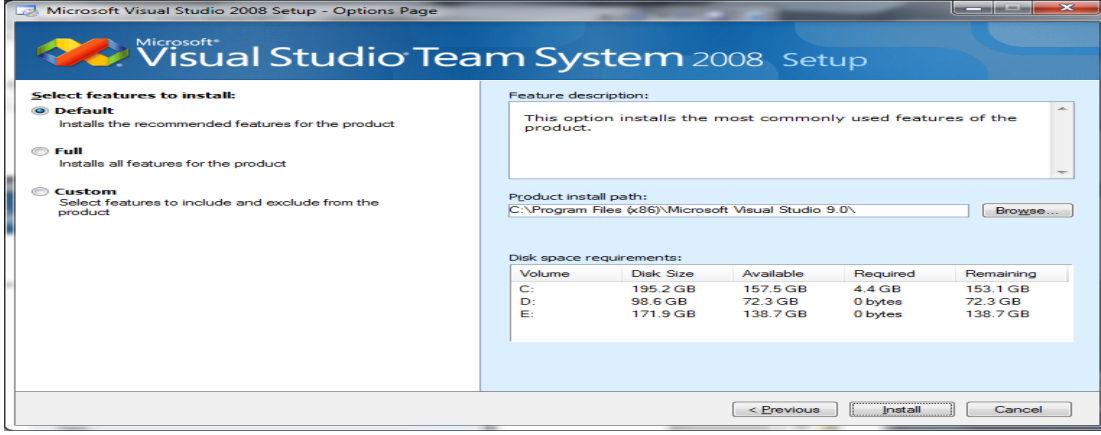 Microsoft Visual Studio 2008 Setup - Options Page
Microsoft®
Visual Studio® Team System 2008 Setup
Select features to install:
Default
Installs the recommended features for the product
Full
Installs all features for the product
Custom
Select features to include and exclude from the
product
Feature description:
This option installs the most commonly used features of the
product.
Product install path:
C:\Program Files (x86)\Microsoft Visual Studio 9.0\ Browse...
Disk space requirements:
Volume Disk Size Available Required Remaining
C: 195.2 GB 157.5 GB 4.4 GB 153.1 GB
D: 98.6 GB 72.3 GB 0 bytes 72.3 GB
E: 171.9 GB 138.7 GB 0 bytes 138.7 GB
< Previous Install Cancel